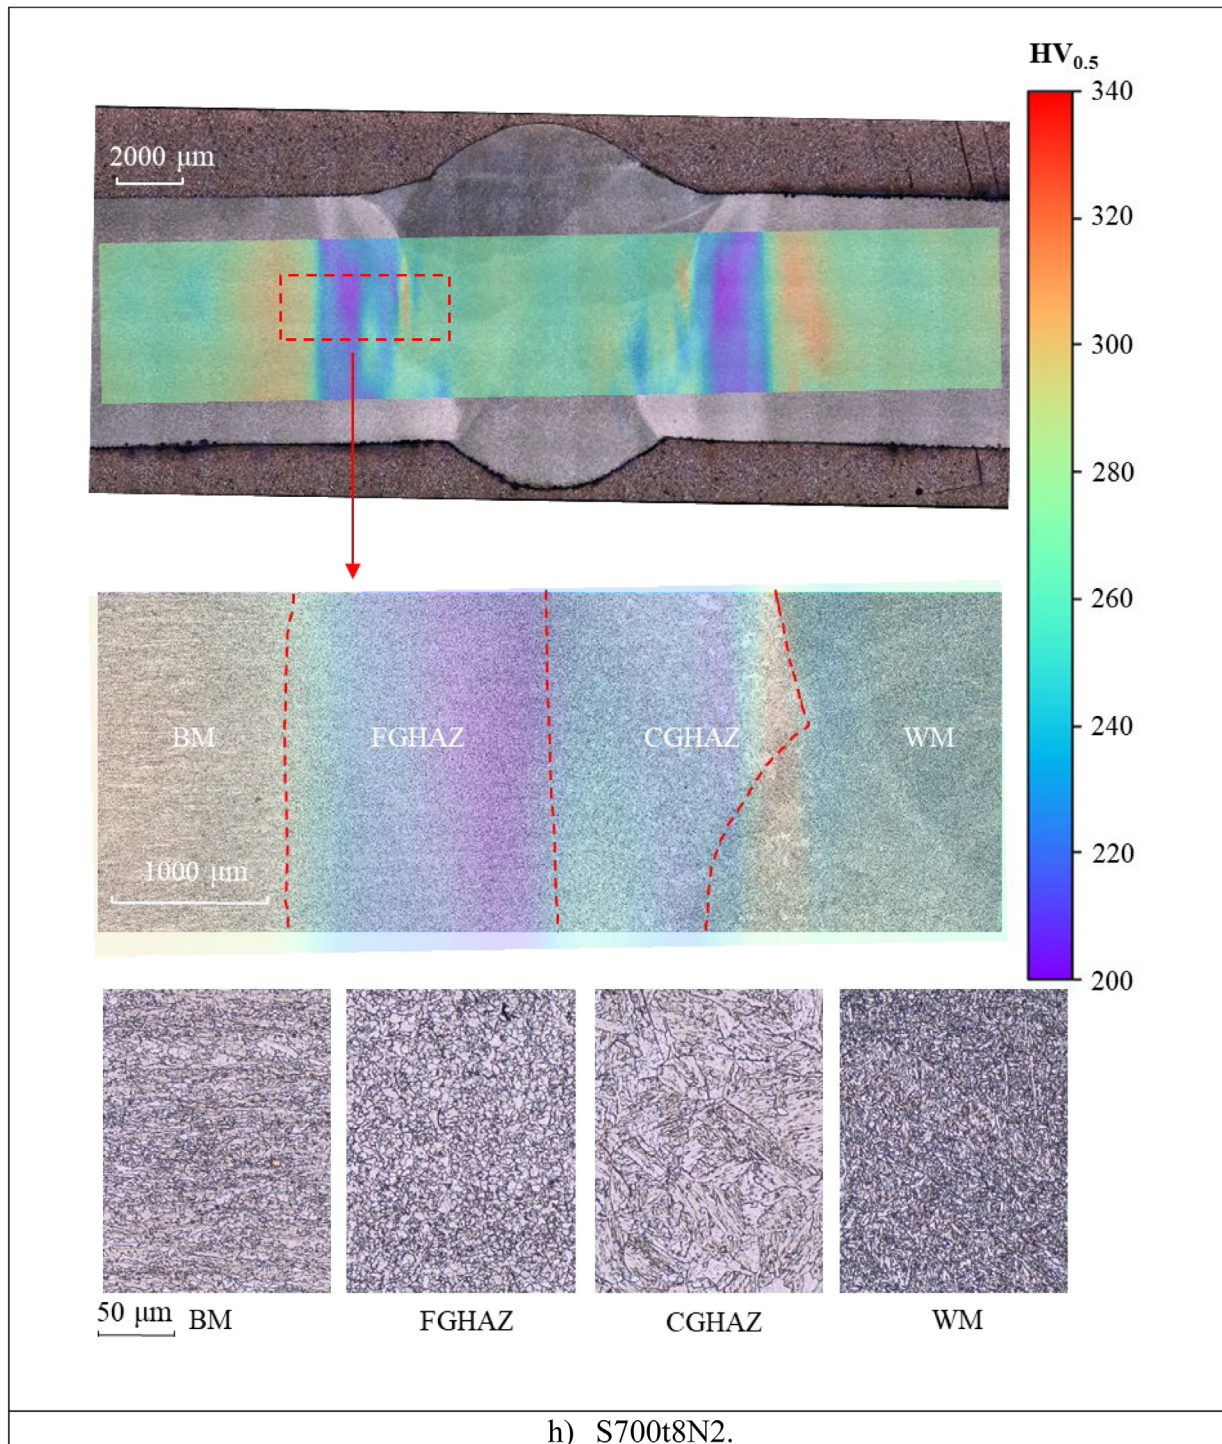 HV0.5
340
2000 μm
320
300
280
260
240
220
200
BM
FGHAZ
CGHAZ
WM
1000 μm
50 μm
BM
FGHAZ
CGHAZ
WM
h) S700t8N2.